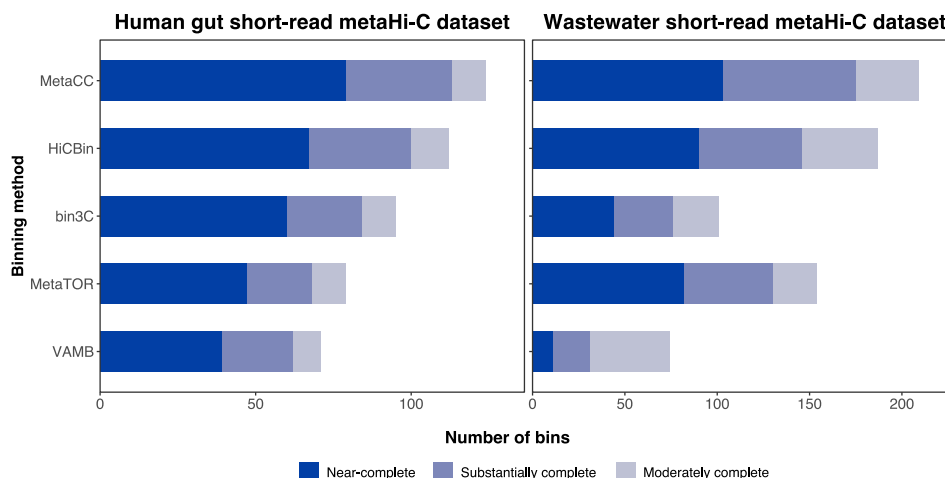 Human gut short-read metaHi-C dataset
Wastewater short-read metaHi-C dataset
Binning method
MetaCC
HiCBin
bin3C
MetaTOR
VAMB
0 50 100
0 50 100 150 200
Number of bins
Near-complete Substantially complete Moderately complete